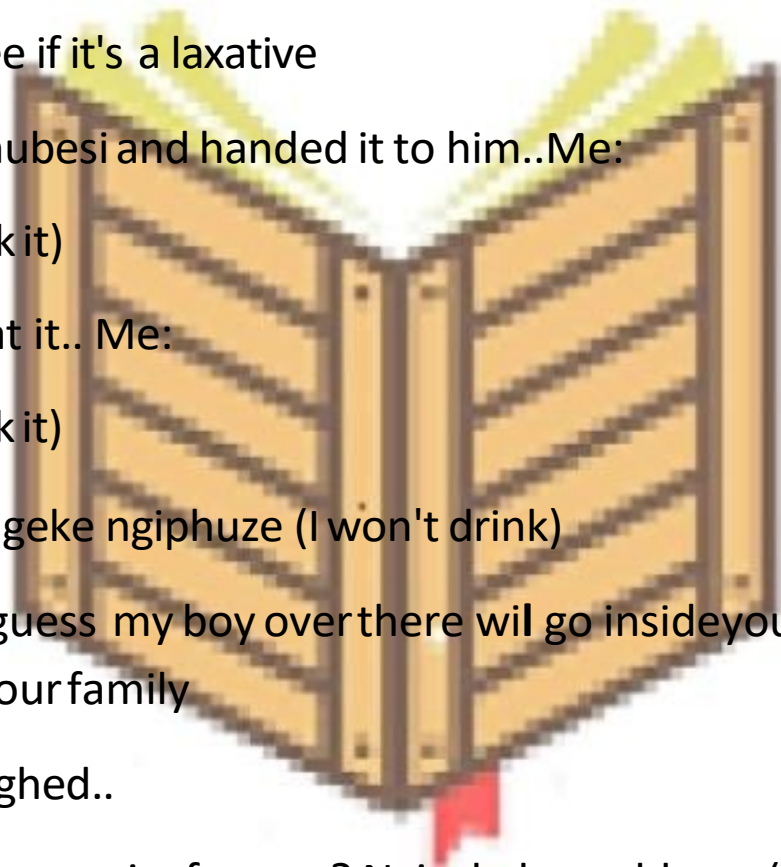 e if it's a laxative
ubesi and handed it to him..Me:
k it)
t it.. Me:
k it)
geke ngiphuze (I won't drink)
guess my boy over there wil go insideyou
our family
ghed..